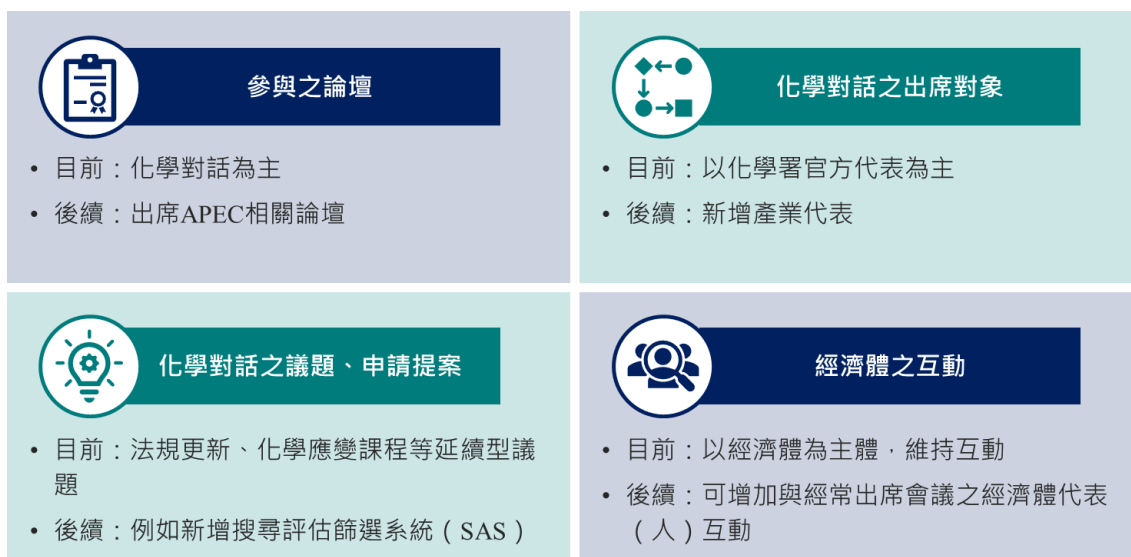 參與之論壇
• 目前：化學對話為主
• 後續：出席APEC相關論壇
化學對話之出席對象
• 目前：以化學署官方代表為主
• 後續：新增產業代表
化學對話之議題、申請提案
• 目前：法規更新、化學應變課程等延續型議
題
• 後續：例如新增搜尋評估篩選系統（SAS）
經濟體之互動
• 目前：以經濟體為主體，維持互動
• 後續：可增加與經常出席會議之經濟體代表
（人）互動